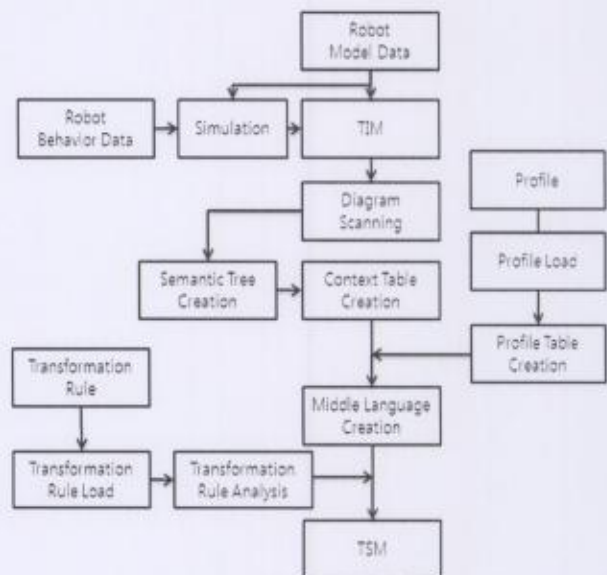 Robot
Model Data
Robot
Behavior Data
Simulation
TIM
Diagram
Scanning
Profile
Semantic Tree
Creation
Context Table
Creation
Profile Load
Profile Table
Creation
Transformation
Rule
Middle Language
Creation
Transformation
Rule Load
Transformation
Rule Analysis
TSM